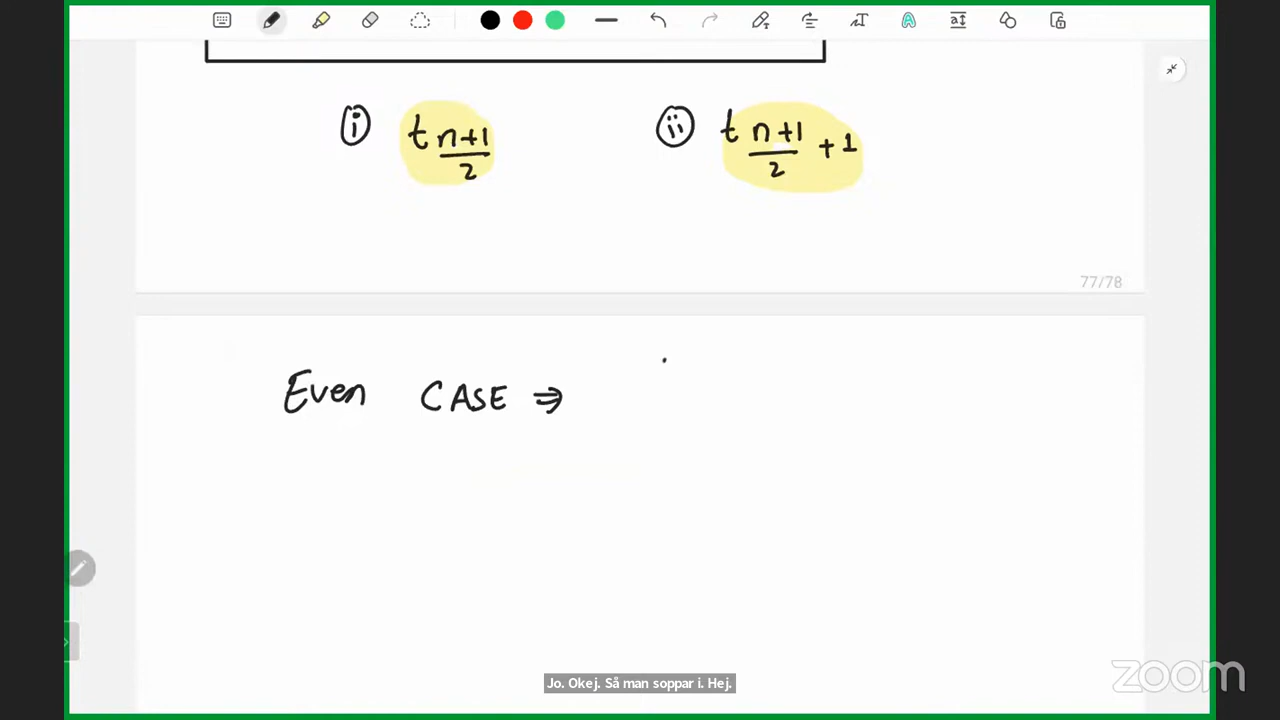 (i) t n+1/2 (ii) t n+1/2 + 1
77/78
Even CASE ⇒
Jo. Okej. Så man soppar i. Hej.
zoom